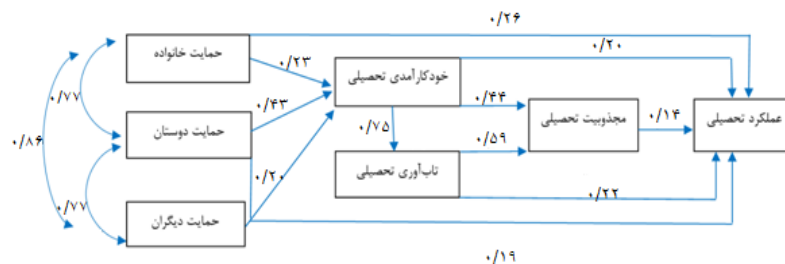 ۰/۲۶
حمایت خانواده
۰/۲۰
۰/۲۳
خودکارآمدی تحصیلی
۰/۷۷
۰/۴۳
۰/۴۴
حمایت دوستان
۰/۷۵
مجذوبیت تحصیلی
۰/۱۴
عملکرد تحصیلی
۰/۸۶
۰/۵۹
۰/۲۰
تاب‌آوری تحصیلی
۰/۲۲
۰/۷۷
حمایت دیگران
۰/۱۹